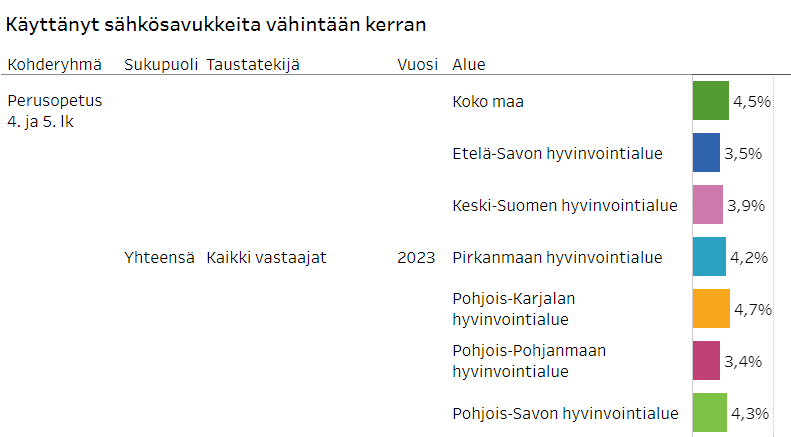 Käyttänyt sähkösavukkeita vähintään kerran
Kohderyhmä Sukupuoli Taustatekijä Vuosi Alue
Perusopetus
4. ja 5. lk
Koko maa 4,5%
Etelä-Savon hyvinvointialue 3,5%
Keski-Suomen hyvinvointialue 3,9%
Yhteensä Kaikki vastaajat 2023 Pirkanmaan hyvinvointialue 4,2%
Pohjois-Karjalan
hyvinvointialue 4,7%
Pohjois-Pohjanmaan
hyvinvointialue 3,4%
Pohjois-Savon hyvinvointialue 4,3%